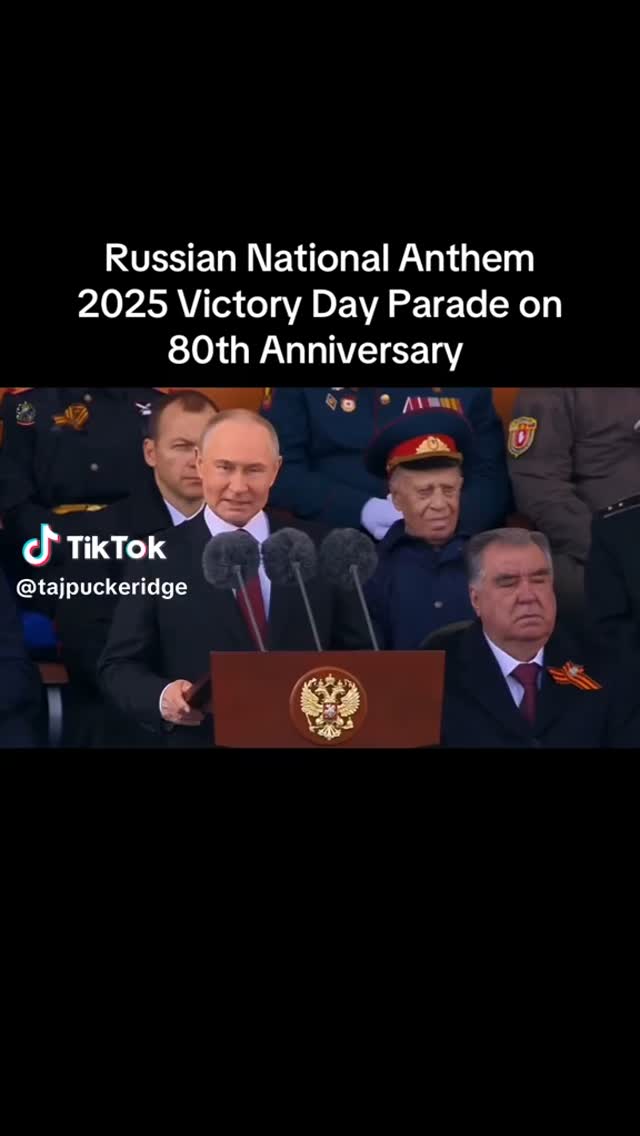 Russian National Anthem
2025 Victory Day Parade on
80th Anniversary
TikTok
@tajpuckeridge